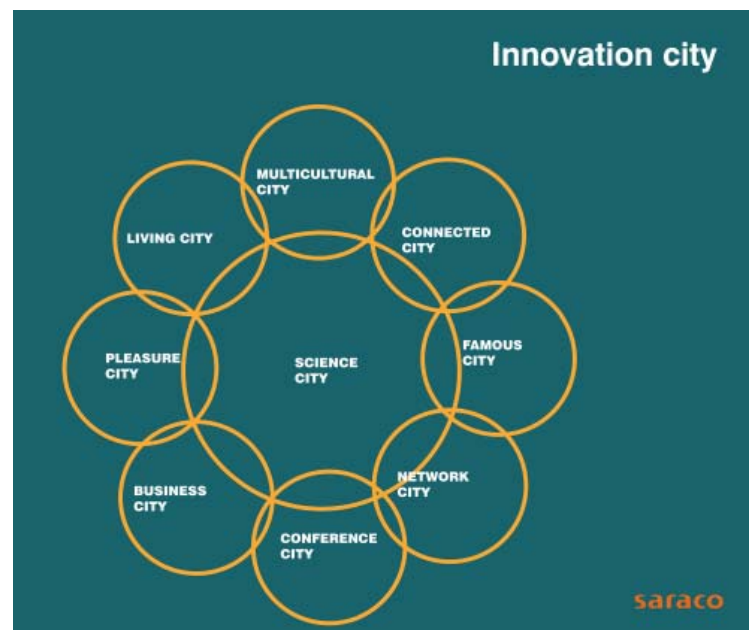 Innovation city
MULTICULTURAL
CITY
LIVING CITY
CONNECTED
CITY
PLEASURE
CITY
SCIENCE
CITY
FAMOUS
CITY
BUSINESS
CITY
NETWORK
CITY
CONFERENCE
CITY
saraco